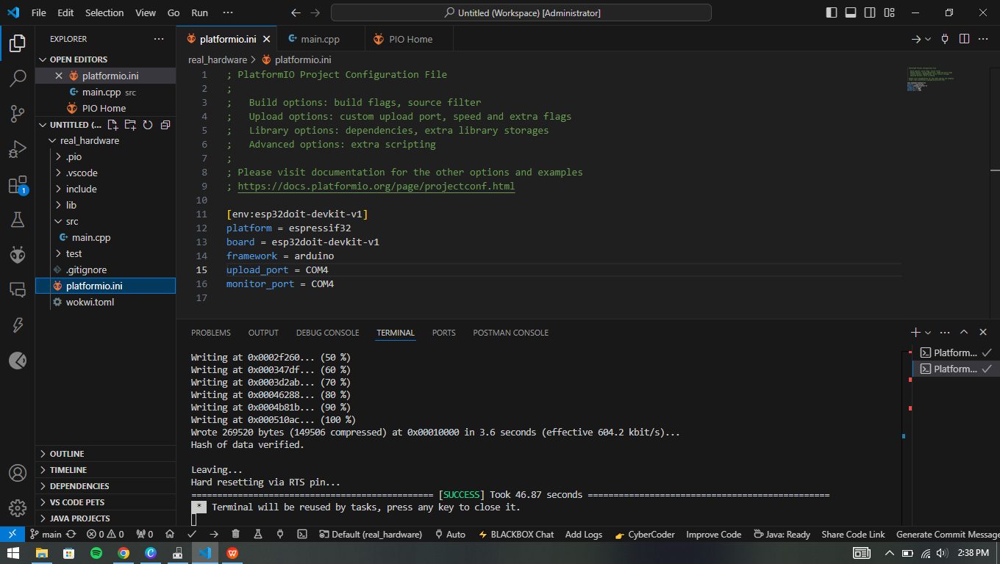 File Edit Selection View Go Run ··· Untitled (Workspace) [Administrator]
EXPLORER ···
OPEN EDITORS
platformio.ini
main.cpp src
PIO Home
UNTITLED (...
real_hardware
.pio
.vscode
include
lib
src
main.cpp
test
.gitignore
platformio.ini
wokwi.toml
OUTLINE
TIMELINE
DEPENDENCIES
VS CODE PETS
JAVA PROJECTS
1
platformio.ini main.cpp PIO Home
real_hardware > platformio.ini
1 ; PlatformIO Project Configuration File
2 ;
3 ;   Build options: build flags, source filter
4 ;   Upload options: custom upload port, speed and extra flags
5 ;   Library options: dependencies, extra library storages
6 ;   Advanced options: extra scripting
7 ;
8 ; Please visit documentation for the other options and examples
9 ; https://docs.platformio.org/page/projectconf.html
10
11 [env:esp32doit-devkit-v1]
12 platform = espressif32
13 board = esp32doit-devkit-v1
14 framework = arduino
15 upload_port = COM4
16 monitor_port = COM4
17
PROBLEMS OUTPUT DEBUG CONSOLE TERMINAL PORTS POSTMAN CONSOLE
Writing at 0x0002f260... (50 %)
Writing at 0x000347df... (60 %)
Writing at 0x0003d2ab... (70 %)
Writing at 0x00046288... (80 %)
Writing at 0x0004b81b... (90 %)
Writing at 0x000510ac... (100 %)
Wrote 269520 bytes (149506 compressed) at 0x00010000 in 3.6 seconds (effective 604.2 kbit/s)...
Hash of data verified.
Leaving...
Hard resetting via RTS pin...
=============================================== [SUCCESS] Took 46.87 seconds ===============================================
* Terminal will be reused by tasks, press any key to close it.
Platform...
Platform...
main 0 0 0 Default (real_hardware) Auto BLACKBOX Chat Add Logs CyberCoder Improve Code Java: Ready Share Code Link Generate Commit Message
2:38 PM